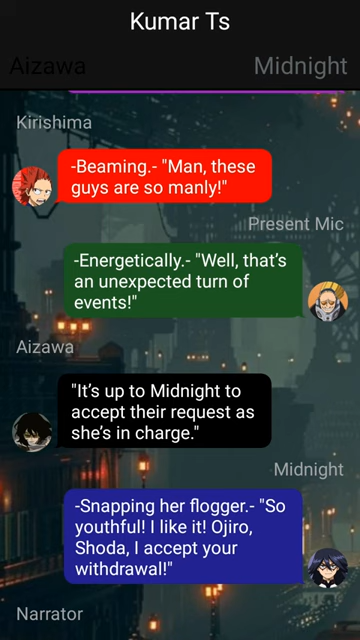 Kumar Ts
Aizawa
Midnight
Kirishima
-Beaming.- "Man, these
guys are so manly!"
Present Mic
-Energetically.- "Well, that’s
an unexpected turn of
events!"
Aizawa
"It’s up to Midnight to
accept their request as
she’s in charge."
Midnight
-Snapping her flogger.- "So
youthful! I like it! Ojiro,
Shoda, I accept your
withdrawal!"
Narrator